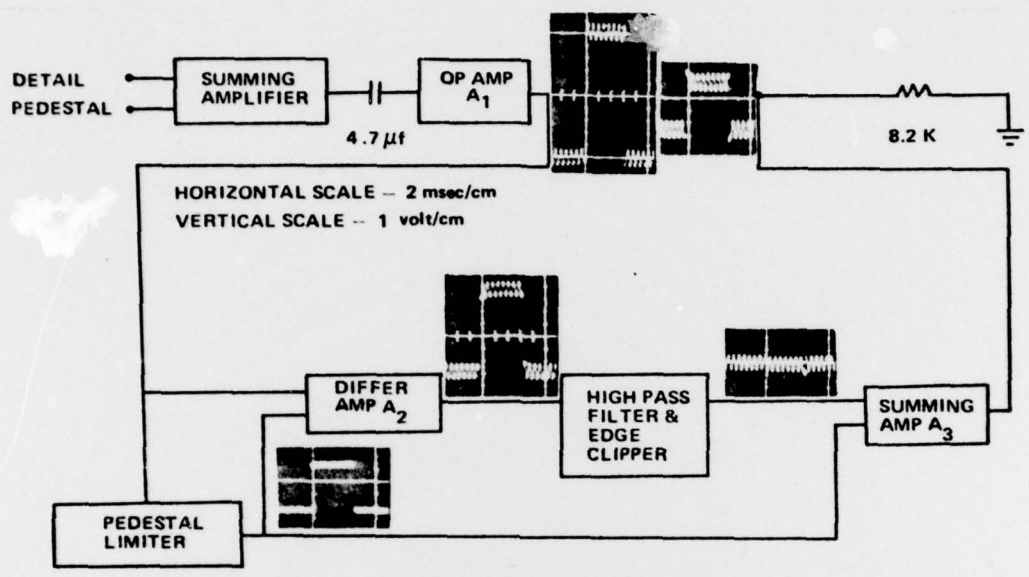 DETAIL
PEDESTAL
SUMMING
AMPLIFIER
4.7 μf
OP AMP
A1
8.2 K
HORIZONTAL SCALE – 2 msec/cm
VERTICAL SCALE – 1 volt/cm
DIFFER
AMP A2
HIGH PASS
FILTER &
EDGE
CLIPPER
SUMMING
AMP A3
PEDESTAL
LIMITER